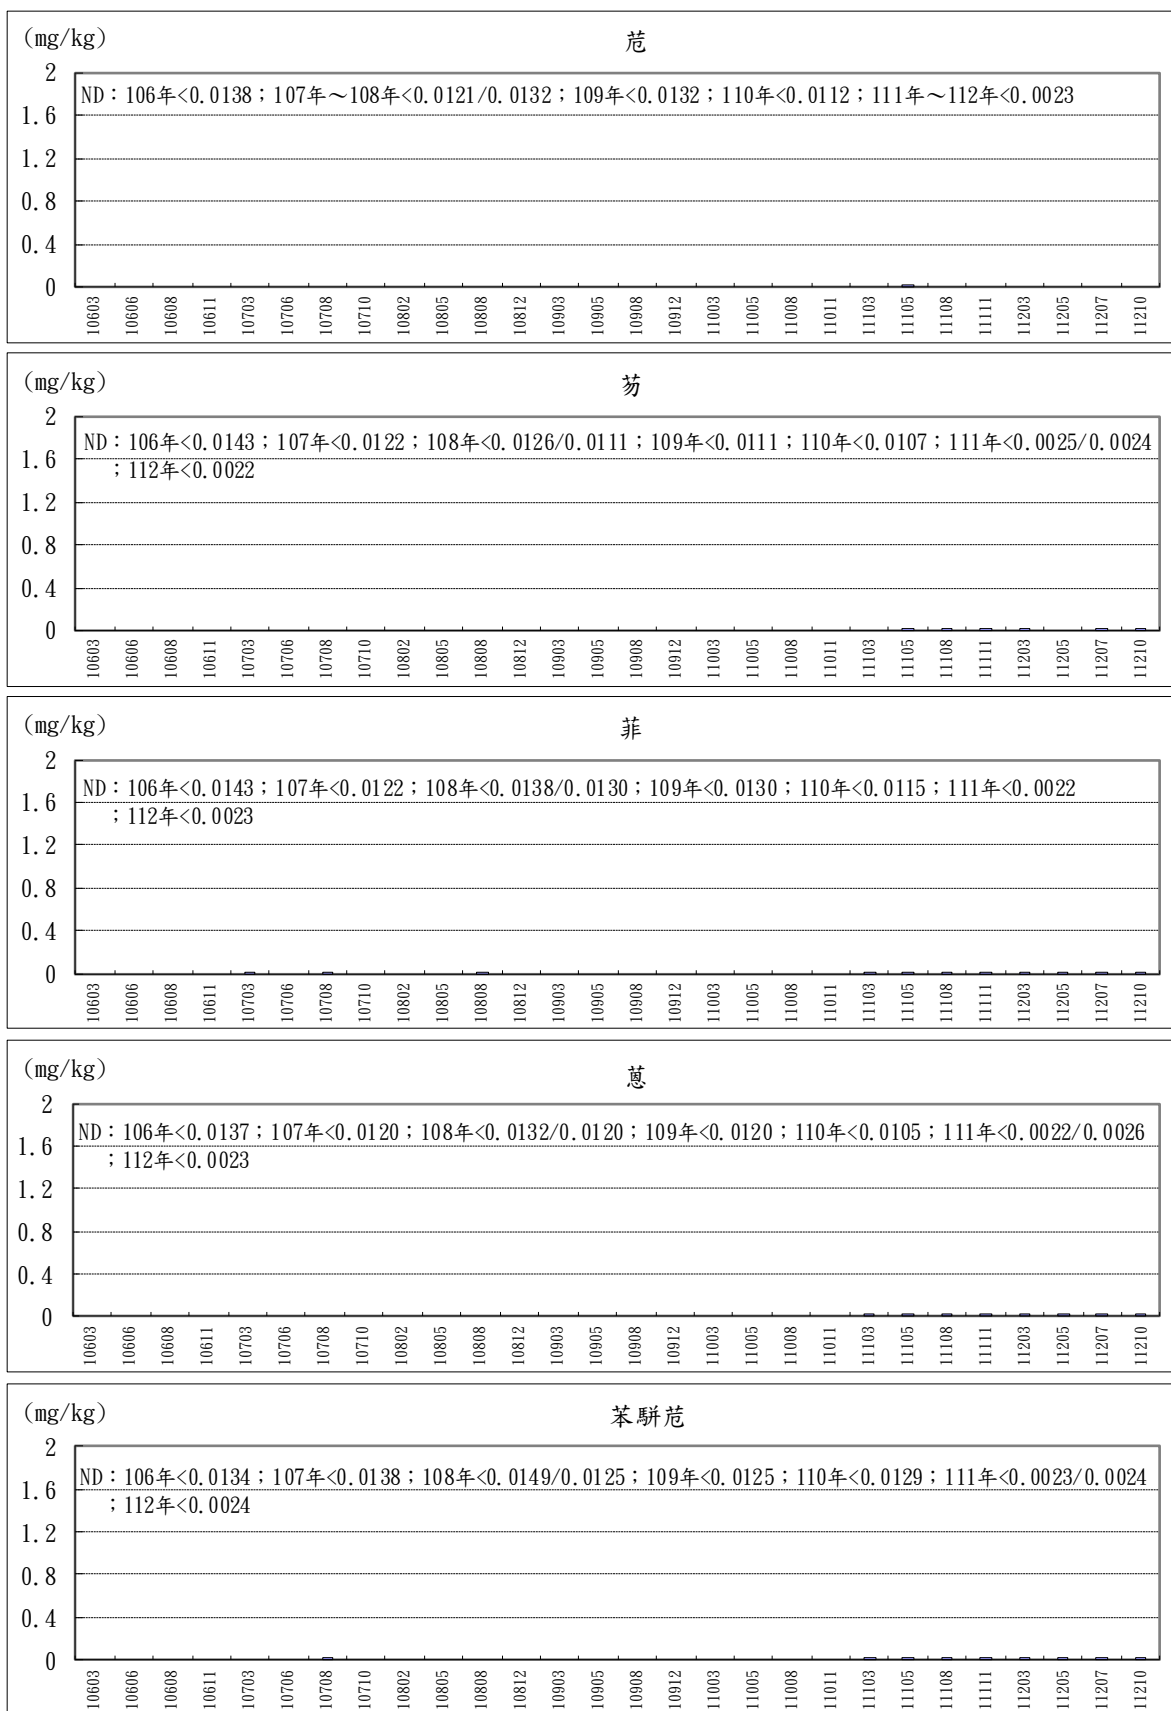 (mg/kg)
苊
2
ND：106年<0.0138；107年～108年<0.0121/0.0132；109年<0.0132；110年<0.0112；111年～112年<0.0023
1.6
1.2
0.8
0.4
0
10603 10606 10608 10611 10703 10706 10708 10710 10802 10805 10808 10812 10903 10905 10908 10912 11003 11005 11008 11011 11103 11105 11108 11111 11203 11205 11207 11210
(mg/kg)
芴
2
ND：106年<0.0143；107年<0.0122；108年<0.0126/0.0111；109年<0.0111；110年<0.0107；111年<0.0025/0.0024
1.6
；112年<0.0022
1.2
0.8
0.4
0
10603 10606 10608 10611 10703 10706 10708 10710 10802 10805 10808 10812 10903 10905 10908 10912 11003 11005 11008 11011 11103 11105 11108 11111 11203 11205 11207 11210
(mg/kg)
菲
2
ND：106年<0.0143；107年<0.0122；108年<0.0138/0.0130；109年<0.0130；110年<0.0115；111年<0.0022
1.6
；112年<0.0023
1.2
0.8
0.4
0
10603 10606 10608 10611 10703 10706 10708 10710 10802 10805 10808 10812 10903 10905 10908 10912 11003 11005 11008 11011 11103 11105 11108 11111 11203 11205 11207 11210
(mg/kg)
蒽
2
ND：106年<0.0137；107年<0.0120；108年<0.0132/0.0120；109年<0.0120；110年<0.0105；111年<0.0022/0.0026
1.6
；112年<0.0023
1.2
0.8
0.4
0
10603 10606 10608 10611 10703 10706 10708 10710 10802 10805 10808 10812 10903 10905 10908 10912 11003 11005 11008 11011 11103 11105 11108 11111 11203 11205 11207 11210
(mg/kg)
苯駢苊
2
ND：106年<0.0134；107年<0.0138；108年<0.0149/0.0125；109年<0.0125；110年<0.0129；111年<0.0023/0.0024
1.6
；112年<0.0024
1.2
0.8
0.4
0
10603 10606 10608 10611 10703 10706 10708 10710 10802 10805 10808 10812 10903 10905 10908 10912 11003 11005 11008 11011 11103 11105 11108 11111 11203 11205 11207 11210